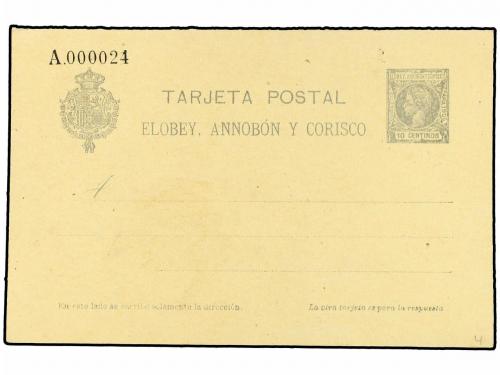 A.000024
TARJETA POSTAL
ELOBEY, ANNOBÓN Y CORISCO
10 CENTIMOS
En este lado se escribe solamente la dirección.
La otra tarjeta es para la respuesta
4